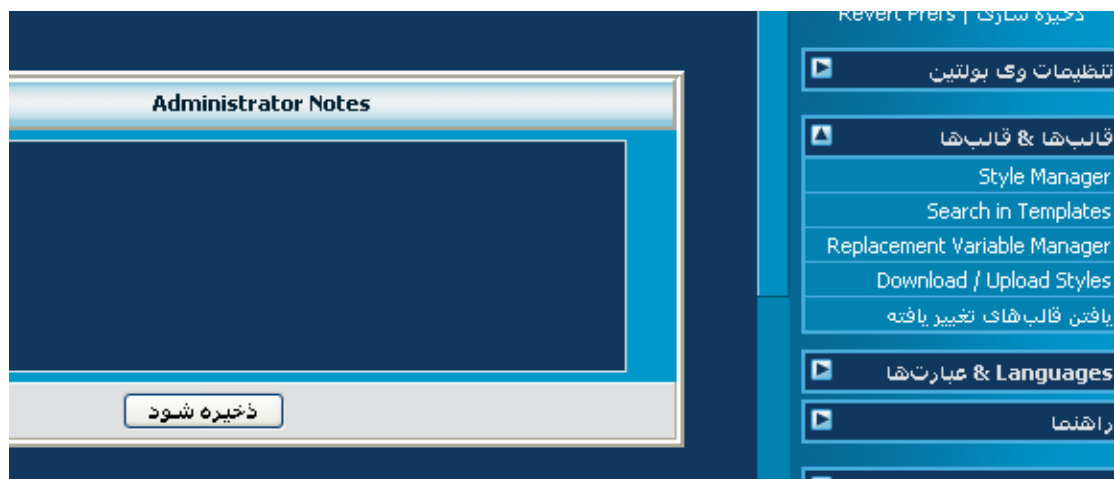 ذخیره سازی | Revert Prefs
تنظیمات وی بولتین
قالب‌ها & قالب‌ها
Style Manager
Search in Templates
Replacement Variable Manager
Download / Upload Styles
یافتن قالب‌های تغییر یافته
Languages & عبارت‌ها
راهنما
Administrator Notes
ذخیره شود